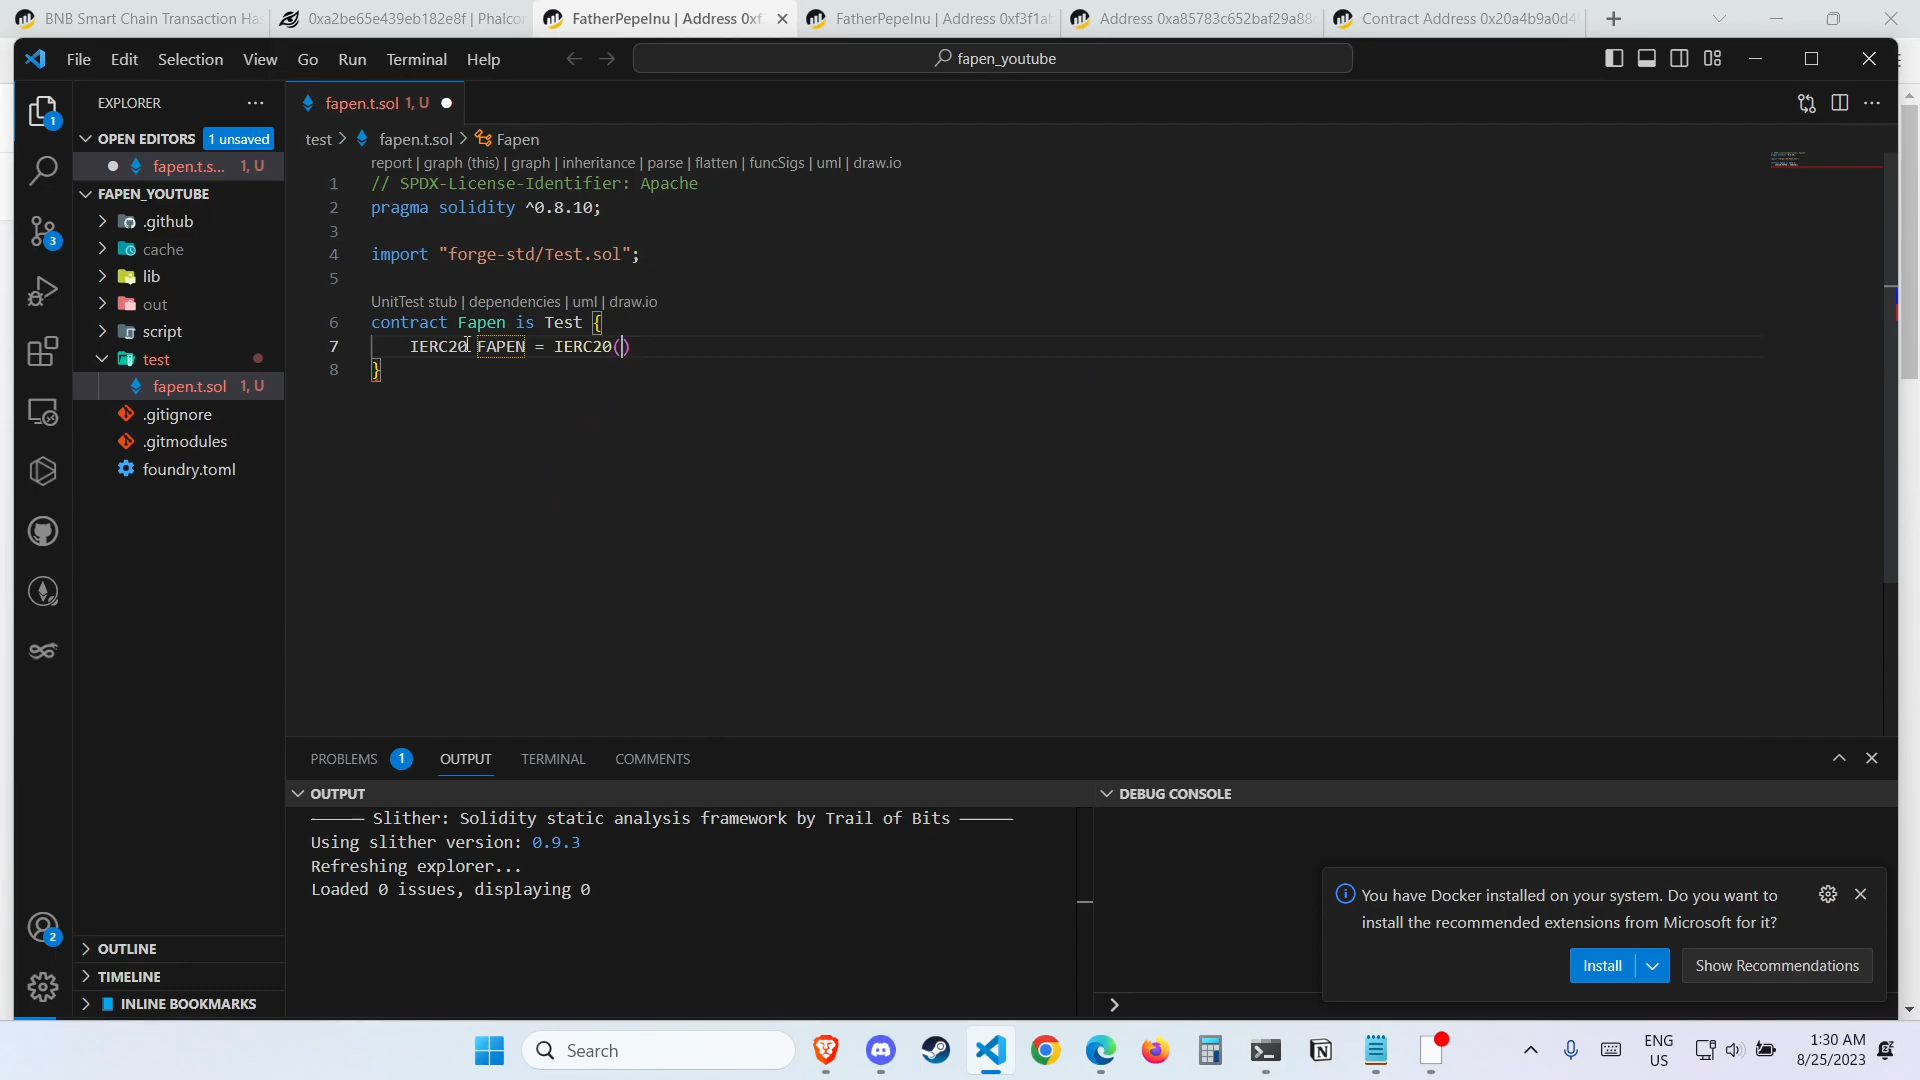 BNB Smart Chain Transaction Ha
0xa2be65e439eb182e8f | Phalcon
FatherPepeInu | Address 0xf
FatherPepeInu | Address 0xf3f1ab
Address 0xa85783c652baf29a88
Contract Address 0x20a4b9a0d4
File Edit Selection View Go Run Terminal Help
fapen_youtube
EXPLORER
fapen.t.sol 1, U
OPEN EDITORS 1 unsaved
test > fapen.t.sol > Fapen
fapen.t.s... 1, U
report | graph (this) | graph | inheritance | parse | flatten | funcSigs | uml | draw.io
FAPEN_YOUTUBE
.github
cache
lib
out
script
test
fapen.t.sol 1, U
.gitignore
.gitmodules
foundry.toml
1 // SPDX-License-Identifier: Apache
2 pragma solidity ^0.8.10;
3
4 import "forge-std/Test.sol";
5
UnitTest stub | dependencies | uml | draw.io
6 contract Fapen is Test {
7 IERC20 FAPEN = IERC20()
8 }
PROBLEMS 1 OUTPUT TERMINAL COMMENTS
OUTPUT
DEBUG CONSOLE
Slither: Solidity static analysis framework by Trail of Bits
Using slither version: 0.9.3
Refreshing explorer...
Loaded 0 issues, displaying 0
You have Docker installed on your system. Do you want to
install the recommended extensions from Microsoft for it?
Install
Show Recommendations
OUTLINE
TIMELINE
INLINE BOOKMARKS
1
3
2
Search
ENG
US
1:30 AM
8/25/2023